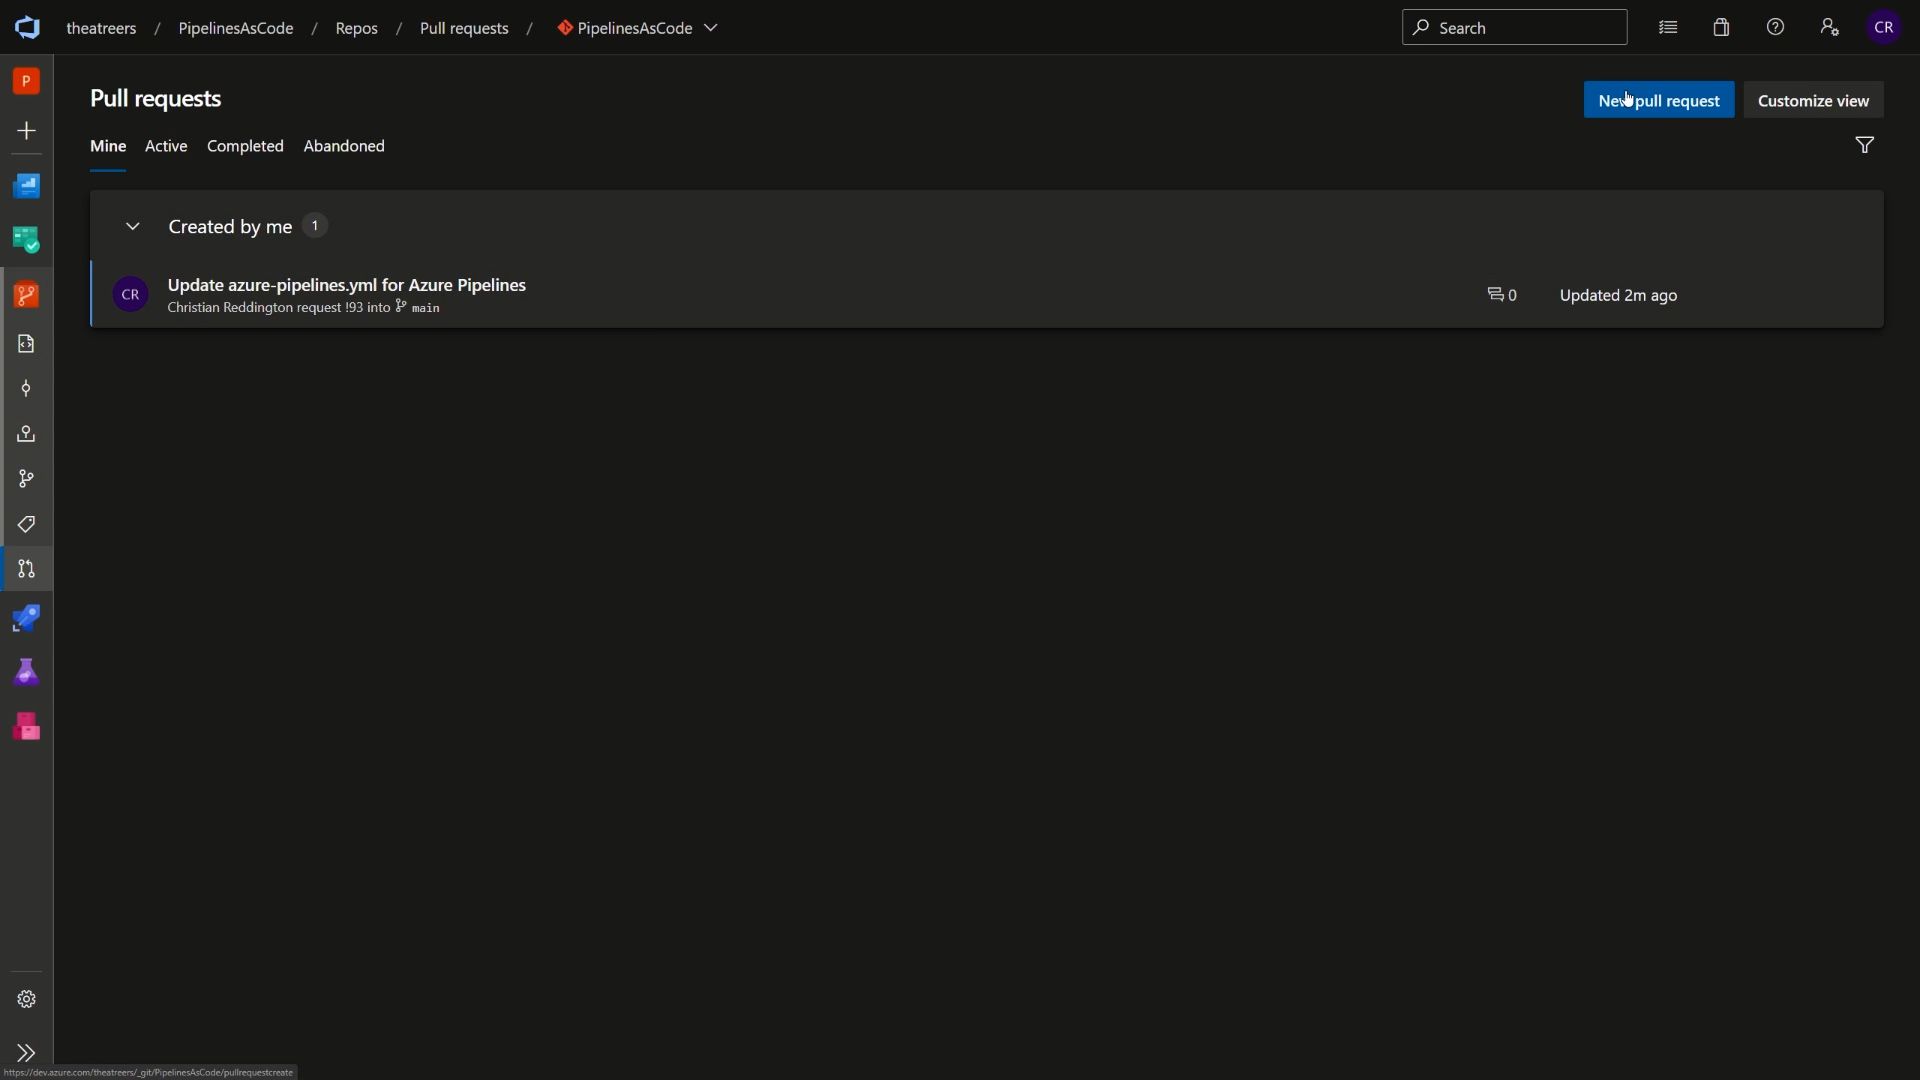 theatreers / PipelinesAsCode / Repos / Pull requests / PipelinesAsCode
Search
CR
P
Pull requests
New pull request
Customize view
Mine Active Completed Abandoned
Created by me 1
CR
Update azure-pipelines.yml for Azure Pipelines
Christian Reddington request !93 into main
0
Updated 2m ago
https://dev.azure.com/theatreers/_git/PipelinesAsCode/pullrequestcreate